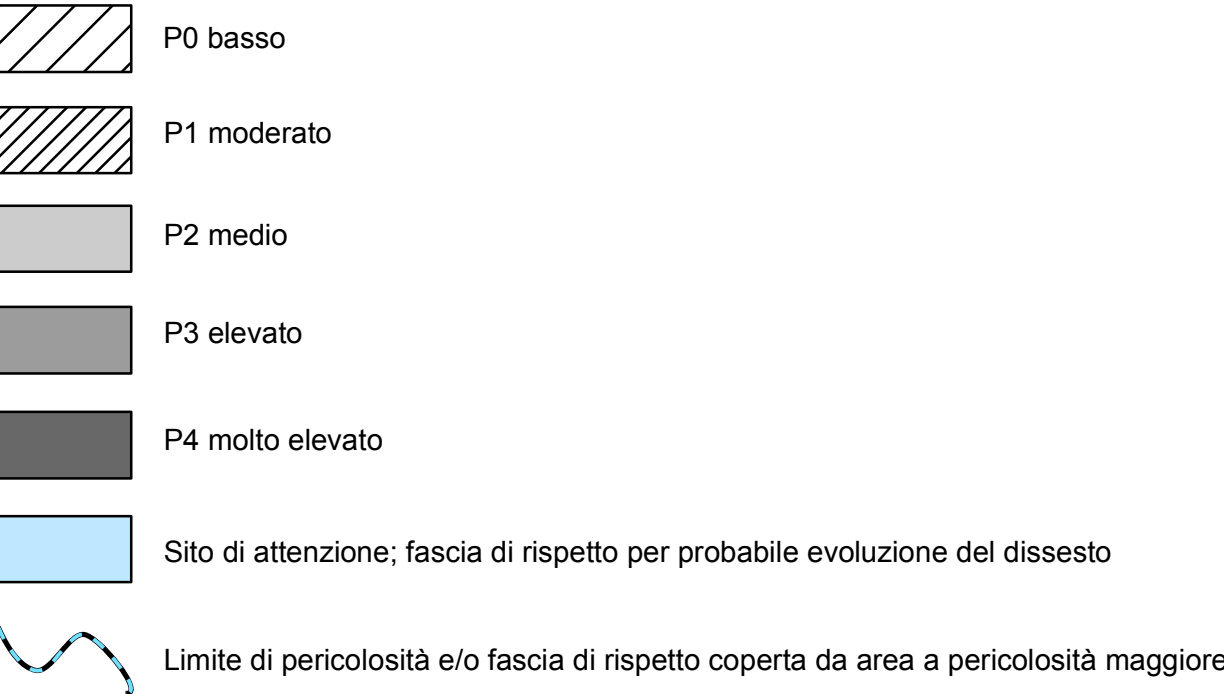 P0 basso
P1 moderato
P2 medio
P3 elevato
P4 molto elevato
Sito di attenzione; fascia di rispetto per probabile evoluzione del dissesto
Limite di pericolosità e/o fascia di rispetto coperta da area a pericolosità maggiore